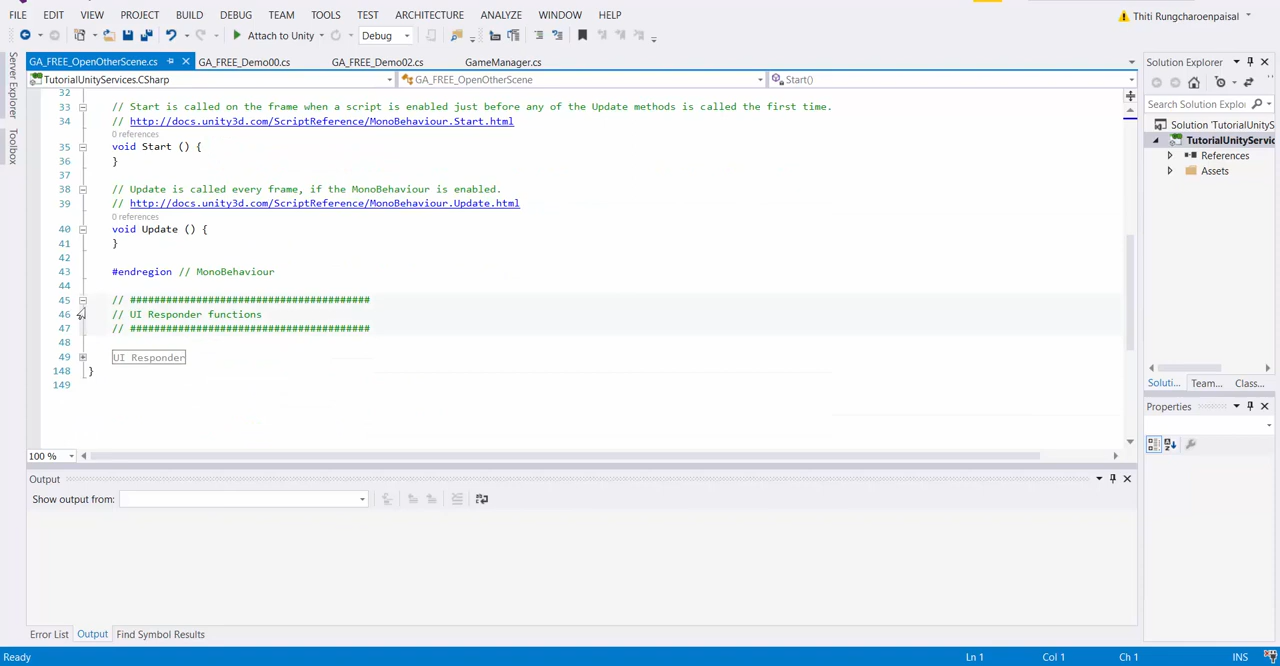 FILE EDIT VIEW PROJECT BUILD DEBUG TEAM TOOLS TEST ARCHITECTURE ANALYZE WINDOW HELP
Thiti Rungcharoenpaisal
Attach to Unity Debug
GA_FREE_OpenOtherScene.cs GA_FREE_Demo00.cs GA_FREE_Demo02.cs GameManager.cs
TutorialUnityServices.CSharp GA_FREE_OpenOtherScene Start()
Server Explorer
Toolbox
32
33 // Start is called on the frame when a script is enabled just before any of the Update methods is called the first time.
34 // http://docs.unity3d.com/ScriptReference/MonoBehaviour.Start.html
0 references
35 void Start () {
36 }
37
38 // Update is called every frame, if the MonoBehaviour is enabled.
39 // http://docs.unity3d.com/ScriptReference/MonoBehaviour.Update.html
0 references
40 void Update () {
41 }
42
43 #endregion // MonoBehaviour
44
45 // ########################################
46 // UI Responder functions
47 // ########################################
48
49 UI Responder
148 }
149
100 %
Output
Show output from:
Error List Output Find Symbol Results
Ready Ln 1 Col 1 Ch 1 INS
Solution Explorer
Search Solution Explo
Solution 'TutorialUnityS
TutorialUnityServic
References
Assets
Soluti... Team... Class...
Properties